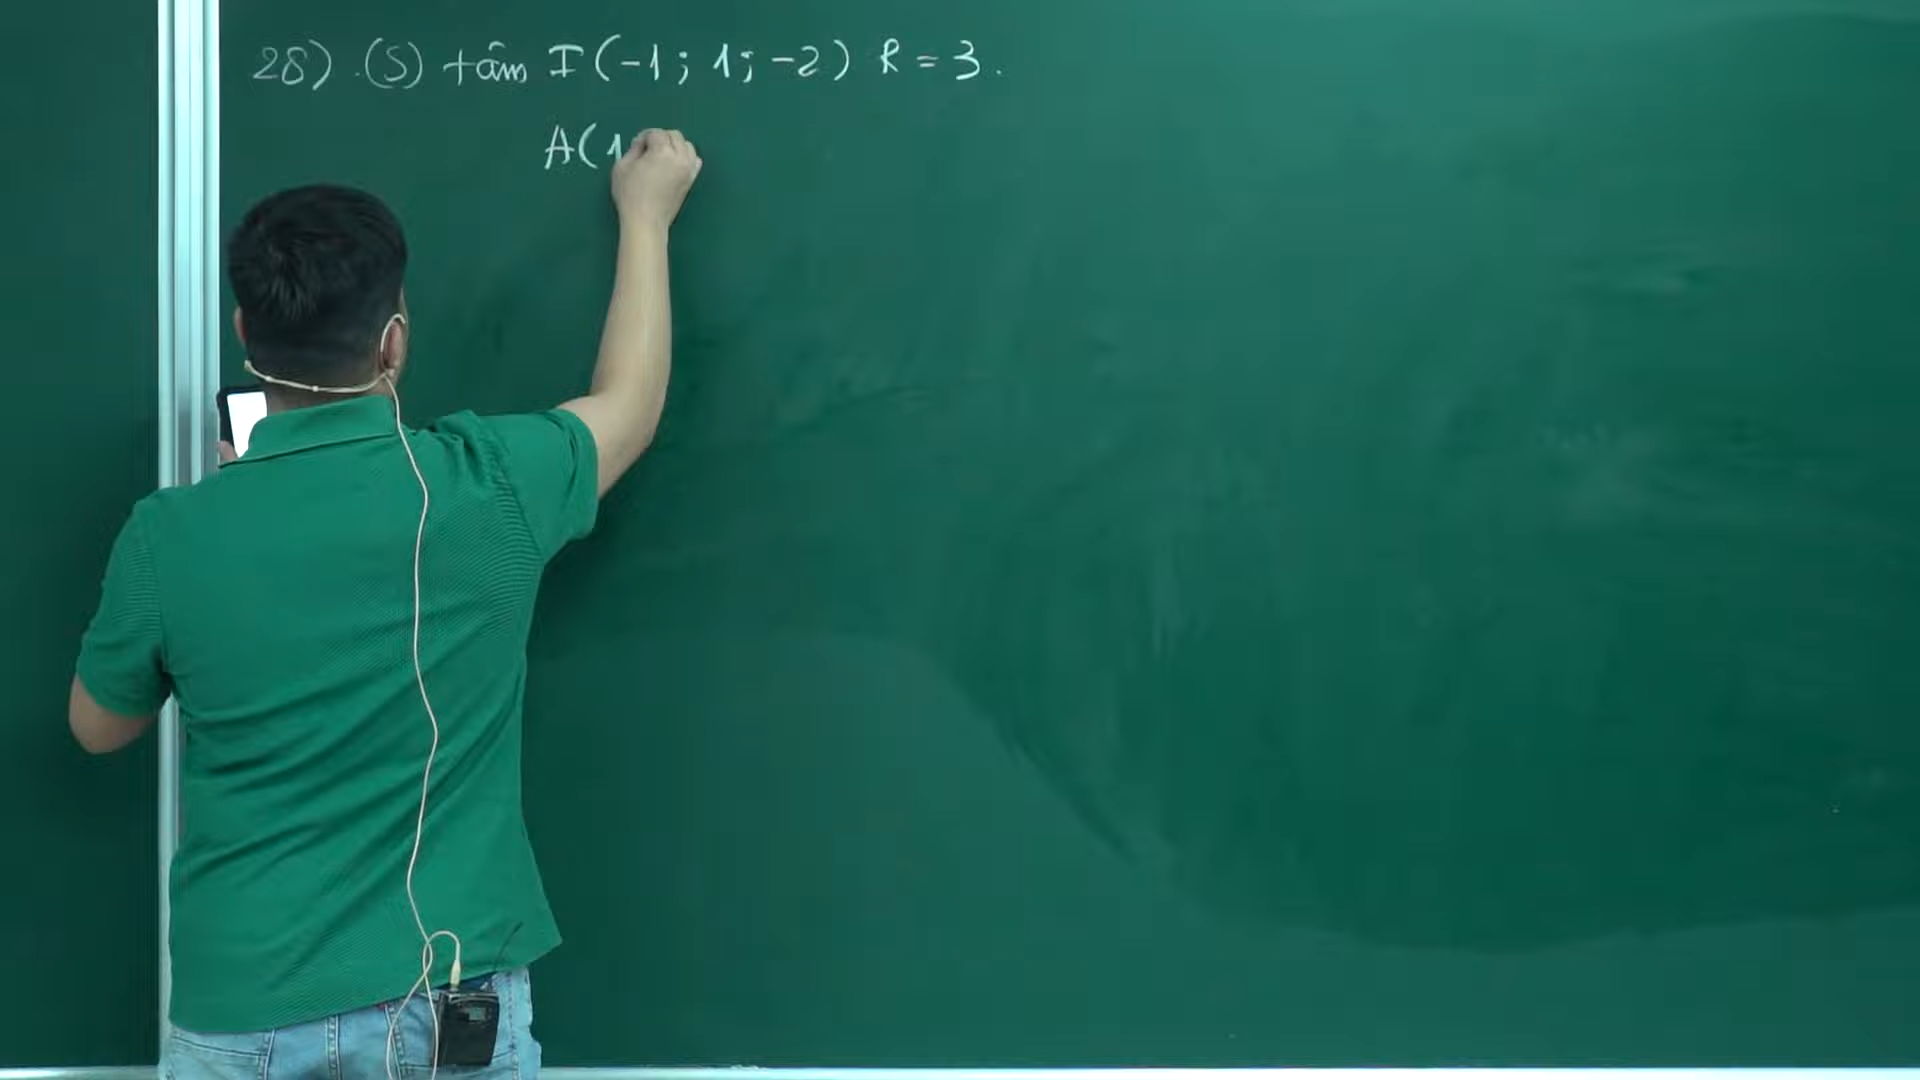 28) (S) tâm I(-1; 1; -2) R = 3.
A(1